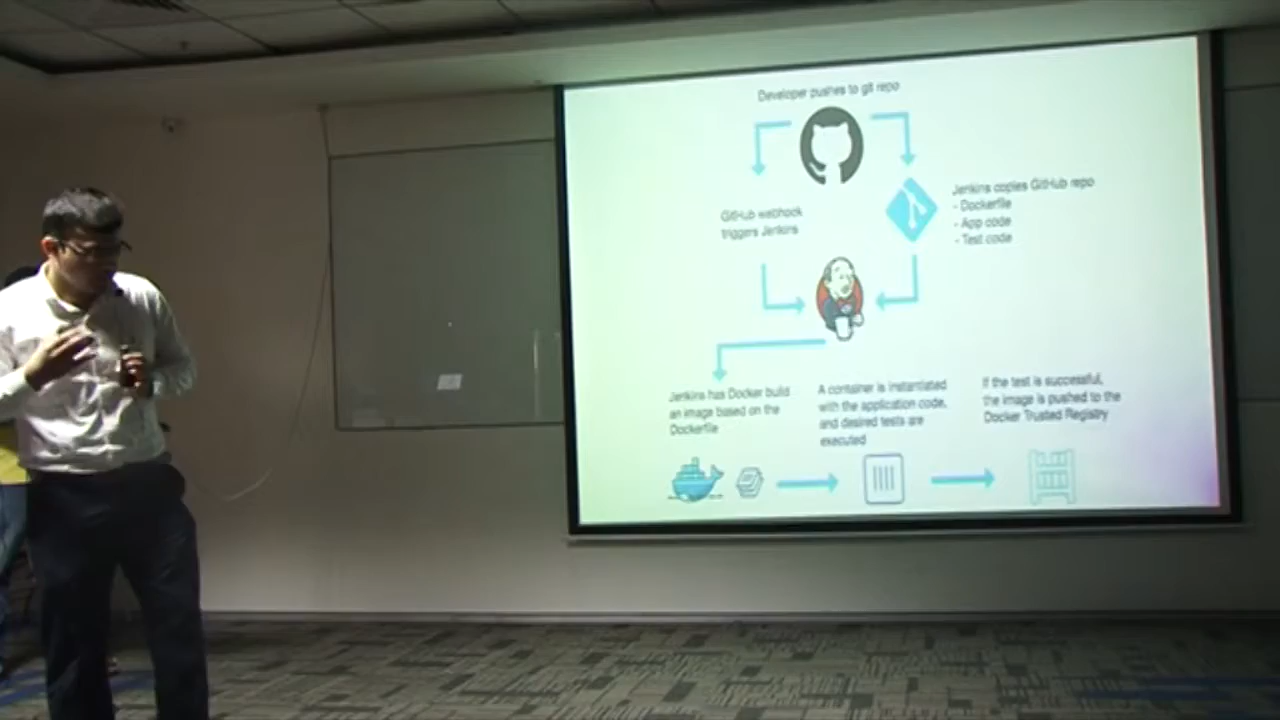 Developer pushes to git repo
GitHub webhook
triggers Jenkins
Jenkins copies GitHub repo
- Dockerfile
- App code
- Test code
Jenkins has Docker build
an image based on the
Dockerfile
A container is instantiated
with the application code,
and desired tests are
executed
If the test is successful,
the image is pushed to the
Docker Trusted Registry